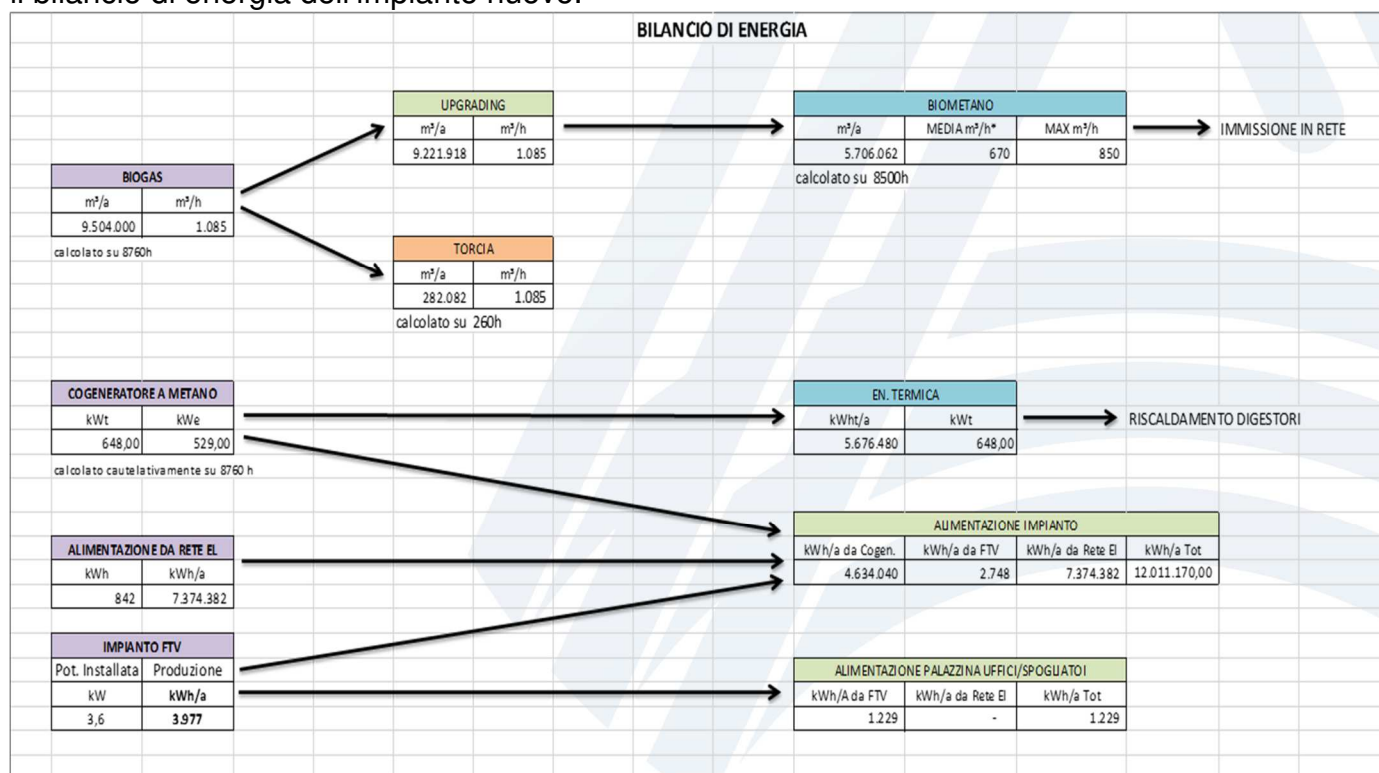 il bilancio di energia dell'impianto nuovo.
BILANCIO DI ENERGIA
UPGRADING
m³/a m³/h
9.221.918 1.085
BIOMETANO
m³/a MEDIA m³/h* MAX m³/h
5.706.062 670 850
calcolato su 8500h
IMMISSIONE IN RETE
BIOGAS
m³/a m³/h
9.504.000 1.085
calcolato su 8760h
TORCIA
m³/a m³/h
282.082 1.085
calcolato su 260h
COGENERATORE A METANO
kWt kWe
648,00 529,00
calcolato cautelativamente su 8760 h
EN. TERMICA
kWht/a kWt
5.676.480 648,00
RISCALDAMENTO DIGESTORI
ALIMENTAZIONE DA RETE EL.
kWh kWh/a
842 7.374.382
ALIMENTAZIONE IMPIANTO
kWh/a da Cogen. kWh/a da FTV kWh/a da Rete El kWh/a Tot
4.634.040 2.748 7.374.382 12.011.170,00
IMPIANTO FTV
Pot. Installata Produzione
kW kWh/a
3,6 3.977
ALIMENTAZIONE PALAZZINA UFFICI/SPOGLIATOI
kWh/A da FTV kWh/a da Rete El kWh/a Tot
1.229 - 1.229